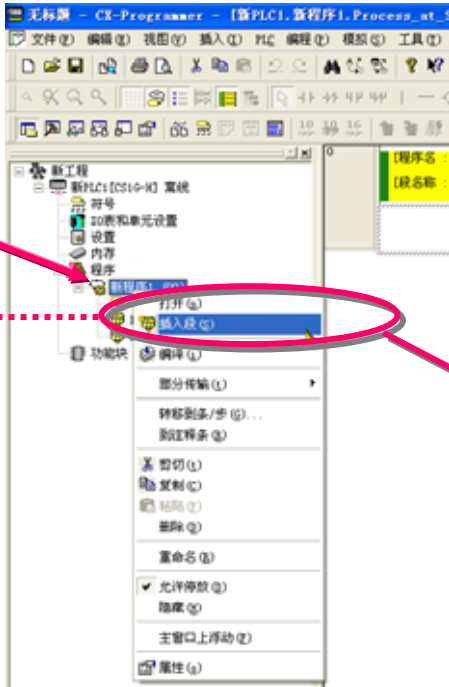 无标题 - CX-Programmer - [新PLC1.新程序1.Process_at_S
文件(F) 编辑(E) 视图(V) 插入(I) PLC 编程(P) 模拟(S) 工具(T)
新工程
新PLC1[CS1G-H] 离线
符号
IO表和单元设置
设置
内存
程序
新程序1 (00)
功能块
0
[程序名 :
[段名称 :
打开(O)
插入段(S)
编译(L)
部分传输(L)
转移到条/步(G)...
到注释条(N)
剪切(t)
复制(C)
粘贴(P)
删除(D)
重命名(R)
允许停放(D)
隐藏(H)
主窗口上浮动(F)
属性(o)